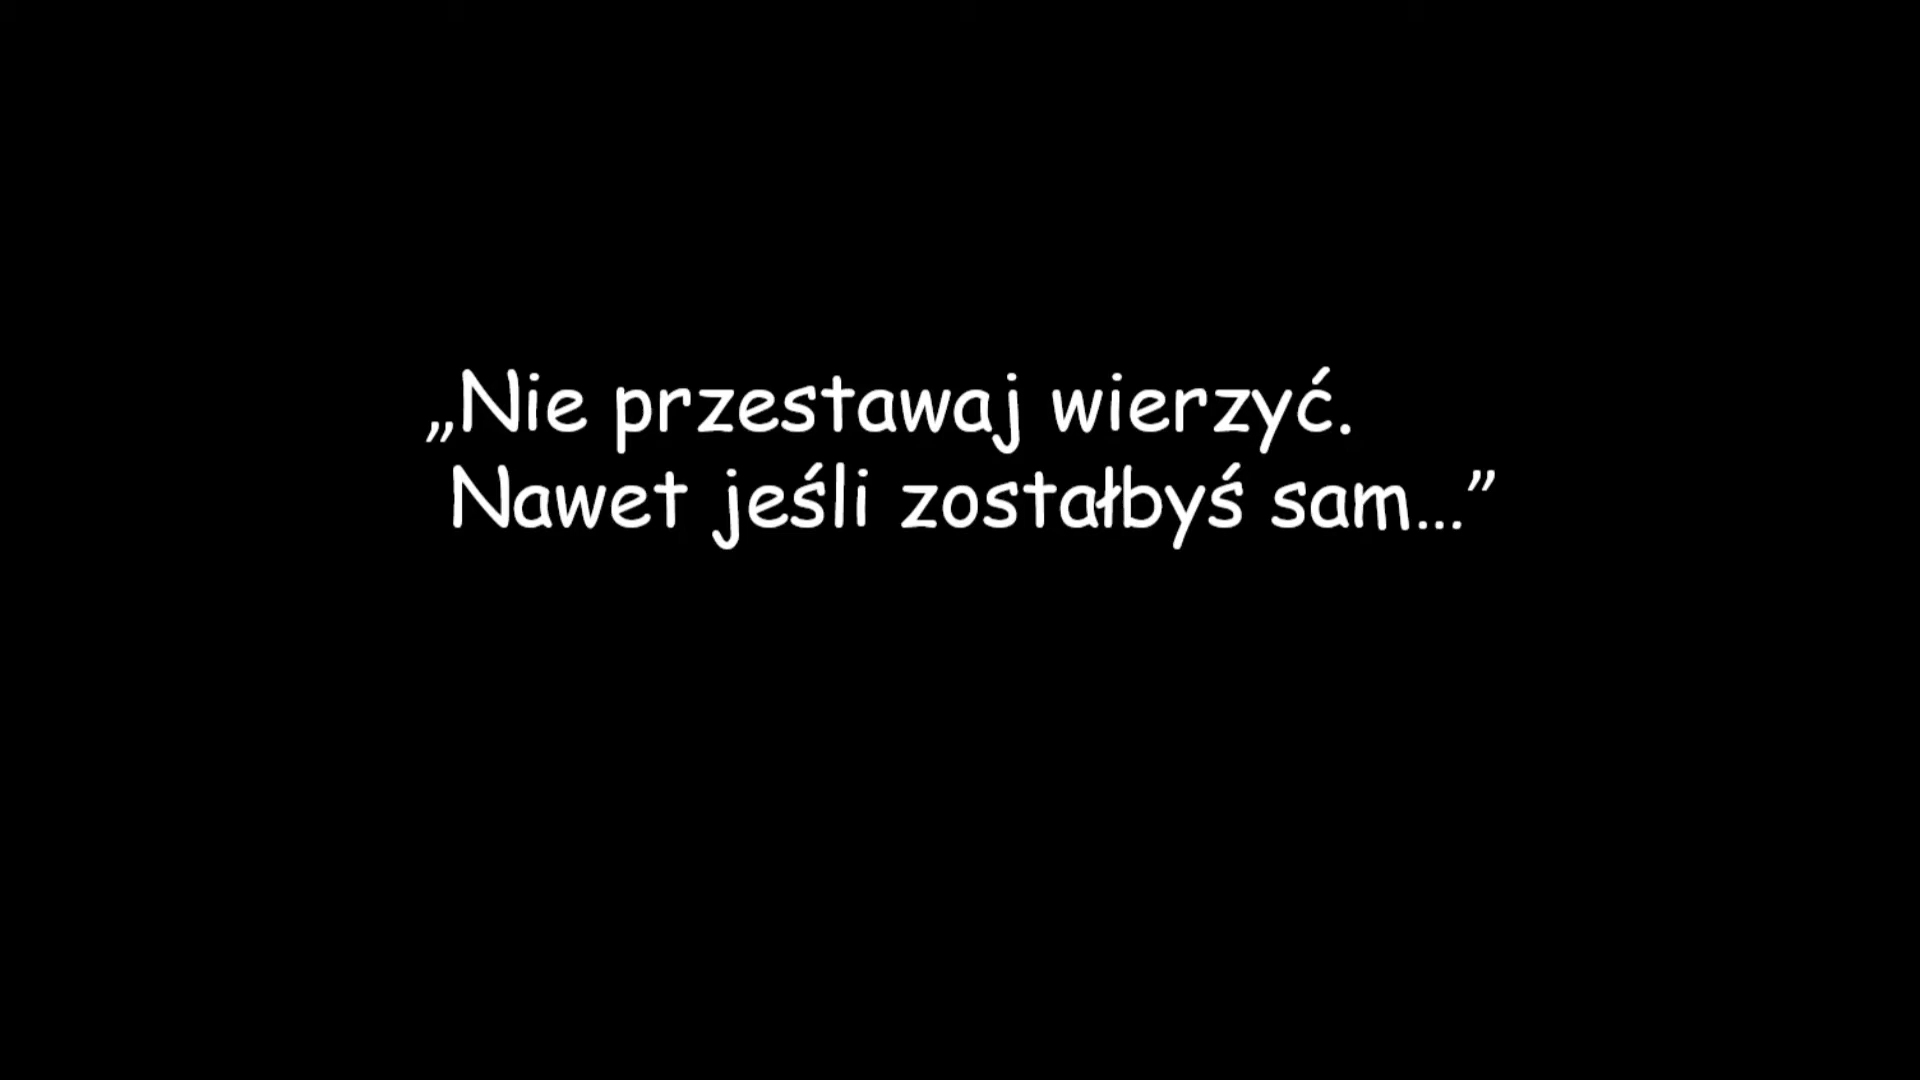 „Nie przestawaj wierzyć.
Nawet jeśli zostałbyś sam...”